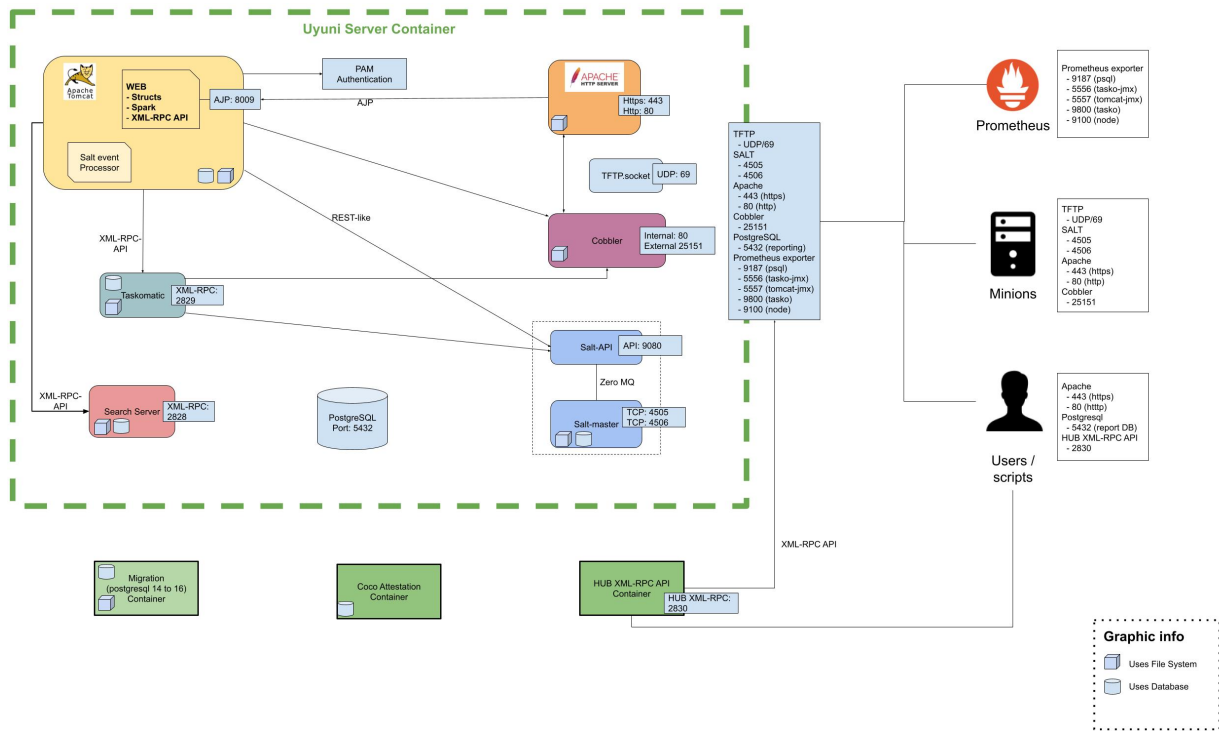 Uyuni Server Container
Apache
Tomcat
WEB
- Structs
- Spark
- XML-RPC API
AJP: 8009
Salt event
Processor
PAM
Authentication
AJP
APACHE
HTTP SERVER
Https: 443
Http: 80
TFTP.socket
UDP: 69
REST-like
Cobbler
Internal: 80
External 25151
XML-RPC-
API
Taskomatic
XML-RPC:
2829
Salt-API
API: 9080
Zero MQ
Salt-master
TCP: 4505
TCP: 4506
XML-RPC-
API
Search Server
XML-RPC:
2828
PostgreSQL
Port: 5432
TFTP
- UDP/69
SALT
- 4505
- 4506
Apache
- 443 (https)
- 80 (http)
Cobbler
- 25151
PostgreSQL
- 5432 (reporting)
Prometheus exporter
- 9187 (psql)
- 5556 (tasko-jmx)
- 5557 (tomcat-jmx)
- 9800 (tasko)
- 9100 (node)
Prometheus
Prometheus exporter
- 9187 (psql)
- 5556 (tasko-jmx)
- 5557 (tomcat-jmx)
- 9800 (tasko)
- 9100 (node)
Minions
TFTP
- UDP/69
SALT
- 4505
- 4506
Apache
- 443 (https)
- 80 (http)
Cobbler
- 25151
Users /
scripts
Apache
- 443 (https)
- 80 (htttp)
Postgresql
- 5432 (report DB)
HUB XML-RPC API
- 2830
XML-RPC API
Migration
(postgresql 14 to 16)
Container
Coco Attestation
Container
HUB XML-RPC API
Container
HUB XML-RPC:
2830
Graphic info
Uses File System
Uses Database